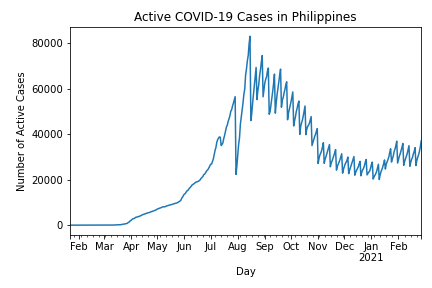 Active COVID-19 Cases in Philippines
Number of Active Cases
80000
60000
40000
20000
0
Feb Mar Apr May Jun Jul Aug Sep Oct Nov Dec Jan Feb
2021
Day